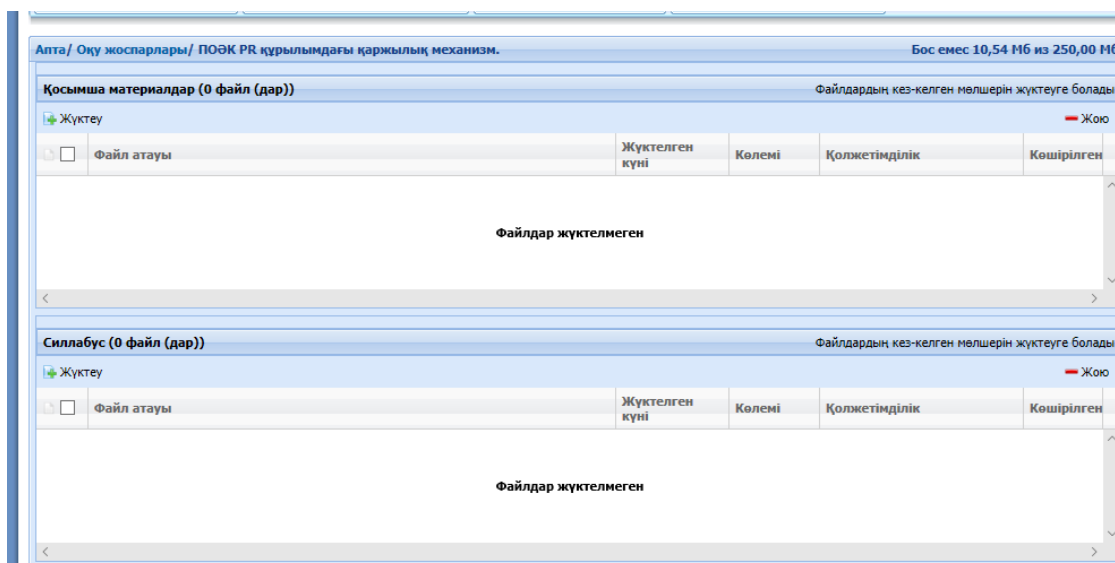 Апта/ Оқу жоспарлары/ ПОӘК PR құрылымдағы қаржылық механизм. Бос емес 10,54 Мб из 250,00 Мб
Қосымша материалдар (0 файл (дар)) Файлдардың кез-келген мөлшерін жүктеуге болады
Жүктеу Жою
Файл атауы Жүктелген күні Көлемі Қолжетімділік Көшірілген
Файлдар жүктелмеген
Силлабус (0 файл (дар)) Файлдардың кез-келген мөлшерін жүктеуге болады
Жүктеу Жою
Файл атауы Жүктелген күні Көлемі Қолжетімділік Көшірілген
Файлдар жүктелмеген